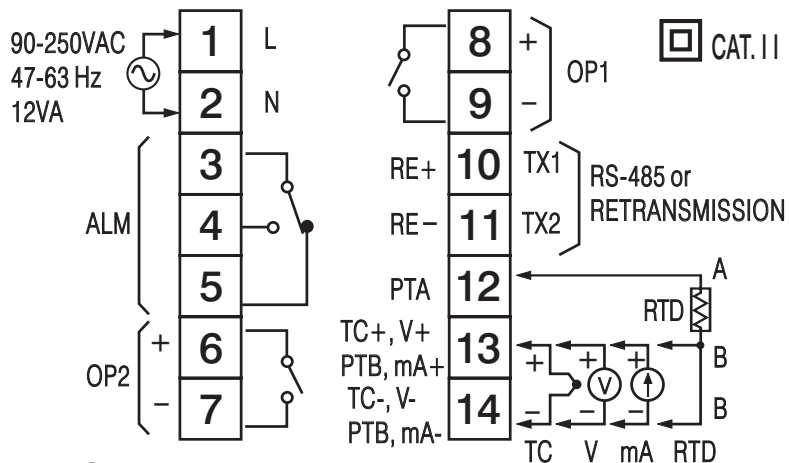 90-250VAC
47-63 Hz
12VA
1 L
2 N
ALM
3
4
5
OP2
+ 6
− 7
8 +
9 −
OP1
CAT.II
RE+ 10 TX1
RE− 11 TX2
RS-485 or
RETRANSMISSION
PTA 12 A
RTD
TC+, V+
PTB, mA+
13
+ + + B
V
TC-, V-
PTB, mA-
14
− − − B
TC V mA RTD